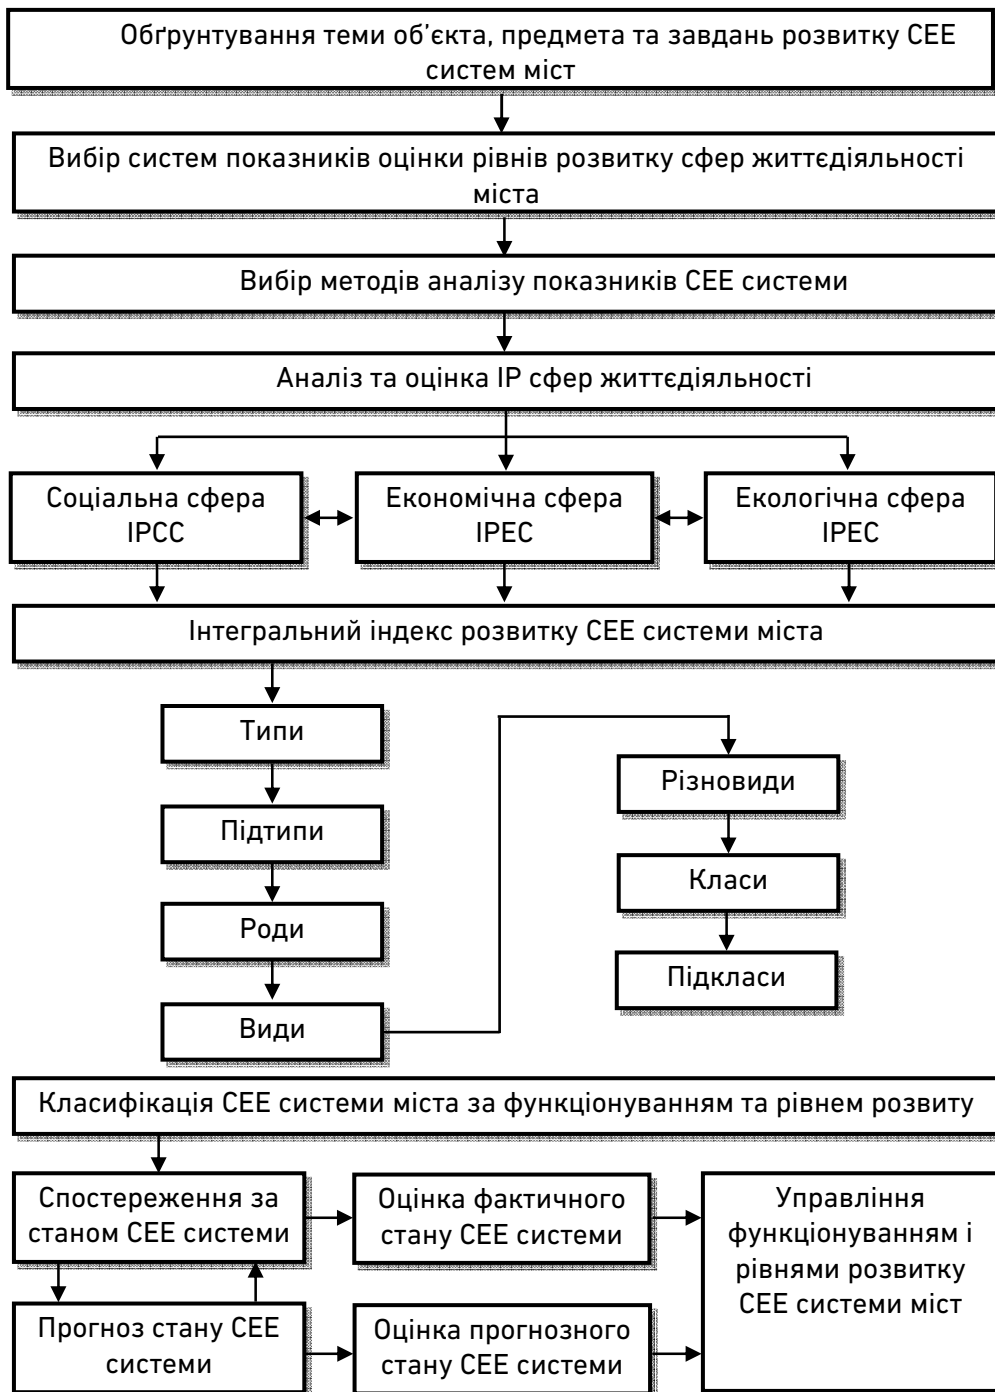 Обґрунтування теми об’єкта, предмета та завдань розвитку СЕЕ
систем міст
Вибір систем показників оцінки рівнів розвитку сфер життєдіяльності
міста
Вибір методів аналізу показників СЕЕ системи
Аналіз та оцінка ІР сфер життєдіяльності
Соціальна сфера
ІРСС
Економічна сфера
ІРЕС
Екологічна сфера
ІРЕС
Інтегральний індекс розвитку СЕЕ системи міста
Типи
Підтипи
Роди
Види
Різновиди
Класи
Підкласи
Класифікація СЕЕ системи міста за функціонуванням та рівнем розвиту
Спостереження за
станом СЕЕ системи
Оцінка фактичного
стану СЕЕ системи
Управління
функціонуванням і
рівнями розвитку
СЕЕ системи міст
Прогноз стану СЕЕ
системи
Оцінка прогнозного
стану СЕЕ системи